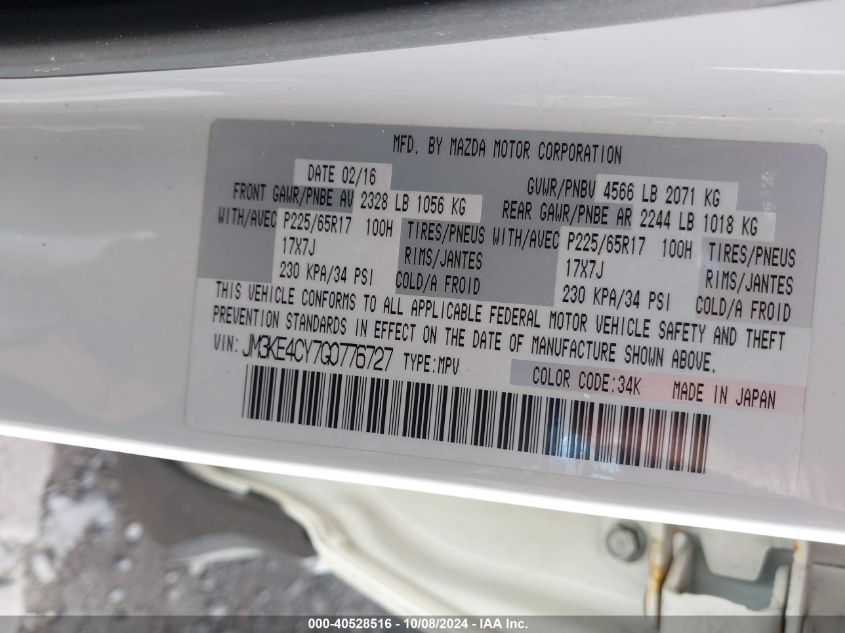 MFD. BY MAZDA MOTOR CORPORATION
DATE 02/16
GVWR/PNBV 4566 LB 2071 KG
FRONT GAWR/PNBE AV 2328 LB 1056 KG
REAR GAWR/PNBE AR 2244 LB 1018 KG
WITH/AVEC P225/65R17 100H TIRES/PNEUS WITH/AVEC P225/65R17 100H TIRES/PNEUS
17X7J RIMS/JANTES 17X7J RIMS/JANTES
230 KPA/34 PSI COLD/A FROID 230 KPA/34 PSI COLD/A FROID
THIS VEHICLE CONFORMS TO ALL APPLICABLE FEDERAL MOTOR VEHICLE SAFETY AND THEFT
PREVENTION STANDARDS IN EFFECT ON THE DATE OF MANUFACTURE SHOWN ABOVE.
VIN: JM3KE4CY7G0776727 TYPE:MPV
COLOR CODE:34K MADE IN JAPAN
000-40528516 - 10/08/2024 - IAA Inc.